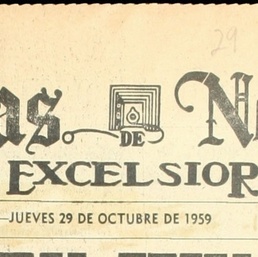 29
as. DE N
EXCELSIOR
—JUEVES 29 DE OCTUBRE DE 1959